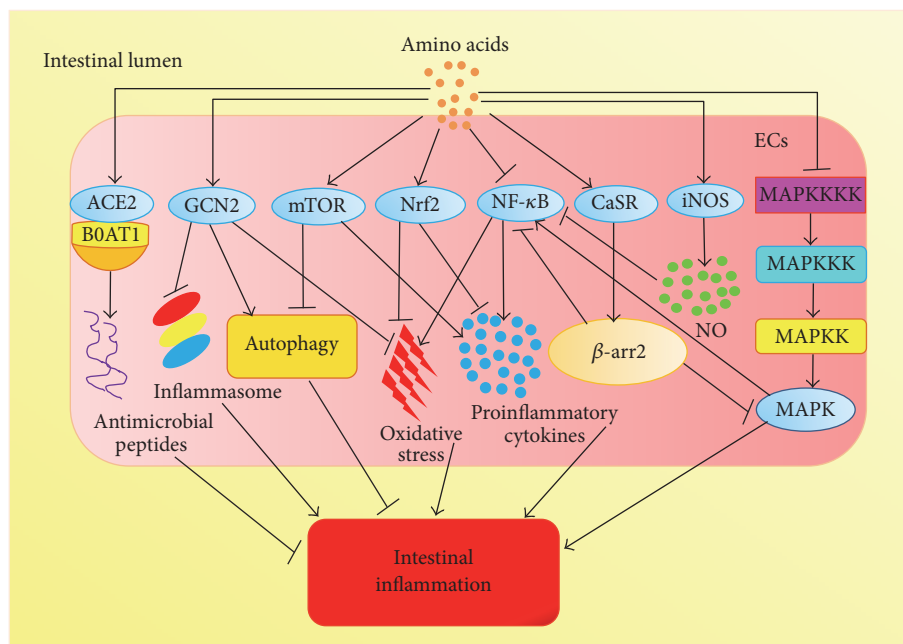 Amino acids
Intestinal lumen
ECs
ACE2
GCN2
mTOR
Nrf2
NF-κB
CaSR
iNOS
MAPKKKK
B0AT1
MAPKKK
NO
Autophagy
β-arr2
MAPKK
Inflammasome
MAPK
Antimicrobial
peptides
Oxidative
stress
Proinflammatory
cytokines
Intestinal
inflammation